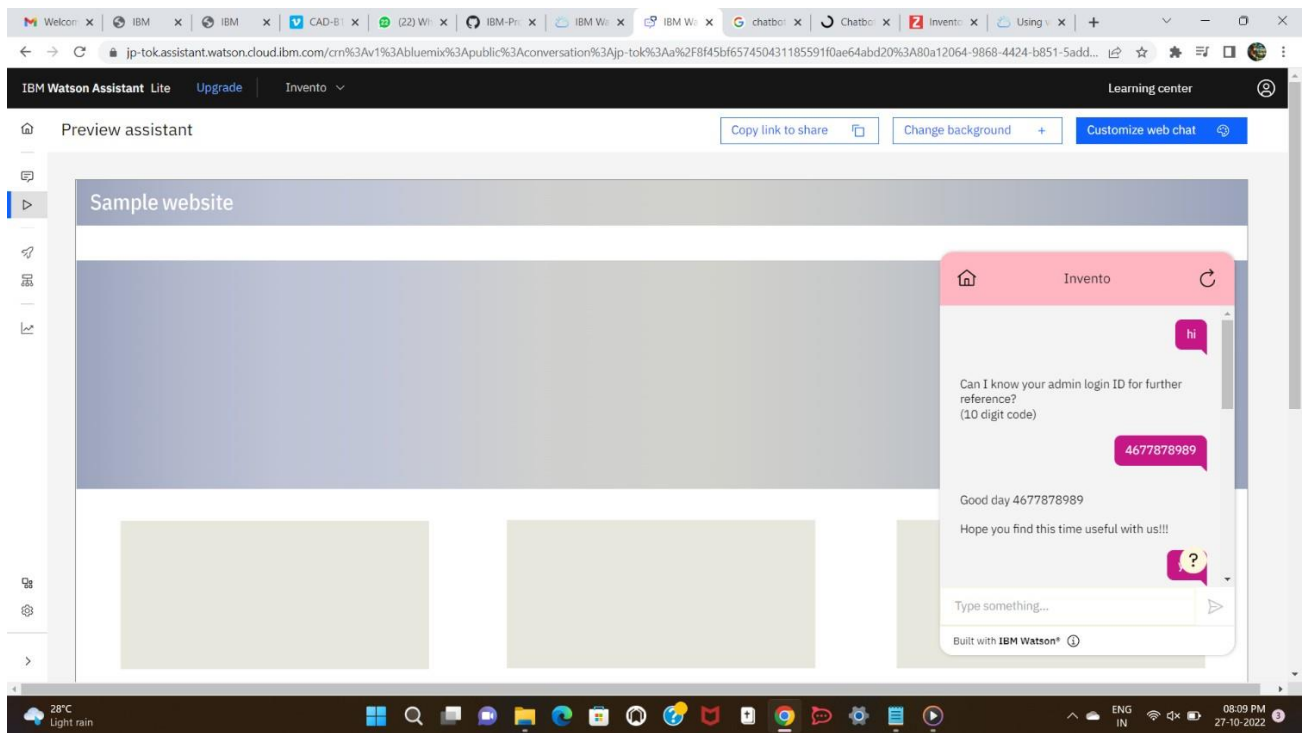 Welcon
IBM
IBM
CAD-B1
(22) Wh
IBM-Pro
IBM Wa
IBM Wa
chatbot
Chatbo
Invento
Using v
jp-tok.assistant.watson.cloud.ibm.com/crn%3Av1%3Abluemix%3Apublic%3Aconversation%3Ajp-tok%3Aa%2F8f45bf657450431185591f0ae64abd20%3A80a12064-9868-4424-b851-5add...
IBM Watson Assistant Lite Upgrade Invento Learning center
Preview assistant Copy link to share Change background + Customize web chat
Sample website
Invento
hi
Can I know your admin login ID for further
reference?
(10 digit code)
4677878989
Good day 4677878989
Hope you find this time useful with us!!!
?
Type something...
Built with IBM Watson®
28°C
Light rain
ENG
IN
08:09 PM
27-10-2022
3